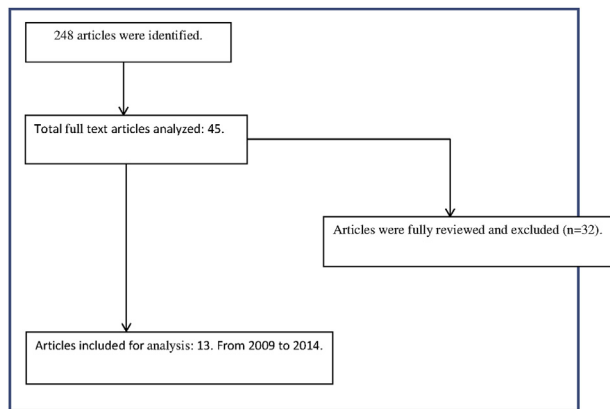 248 articles were identified.
Total full text articles analyzed: 45.
Articles were fully reviewed and excluded (n=32).
Articles included for analysis: 13. From 2009 to 2014.